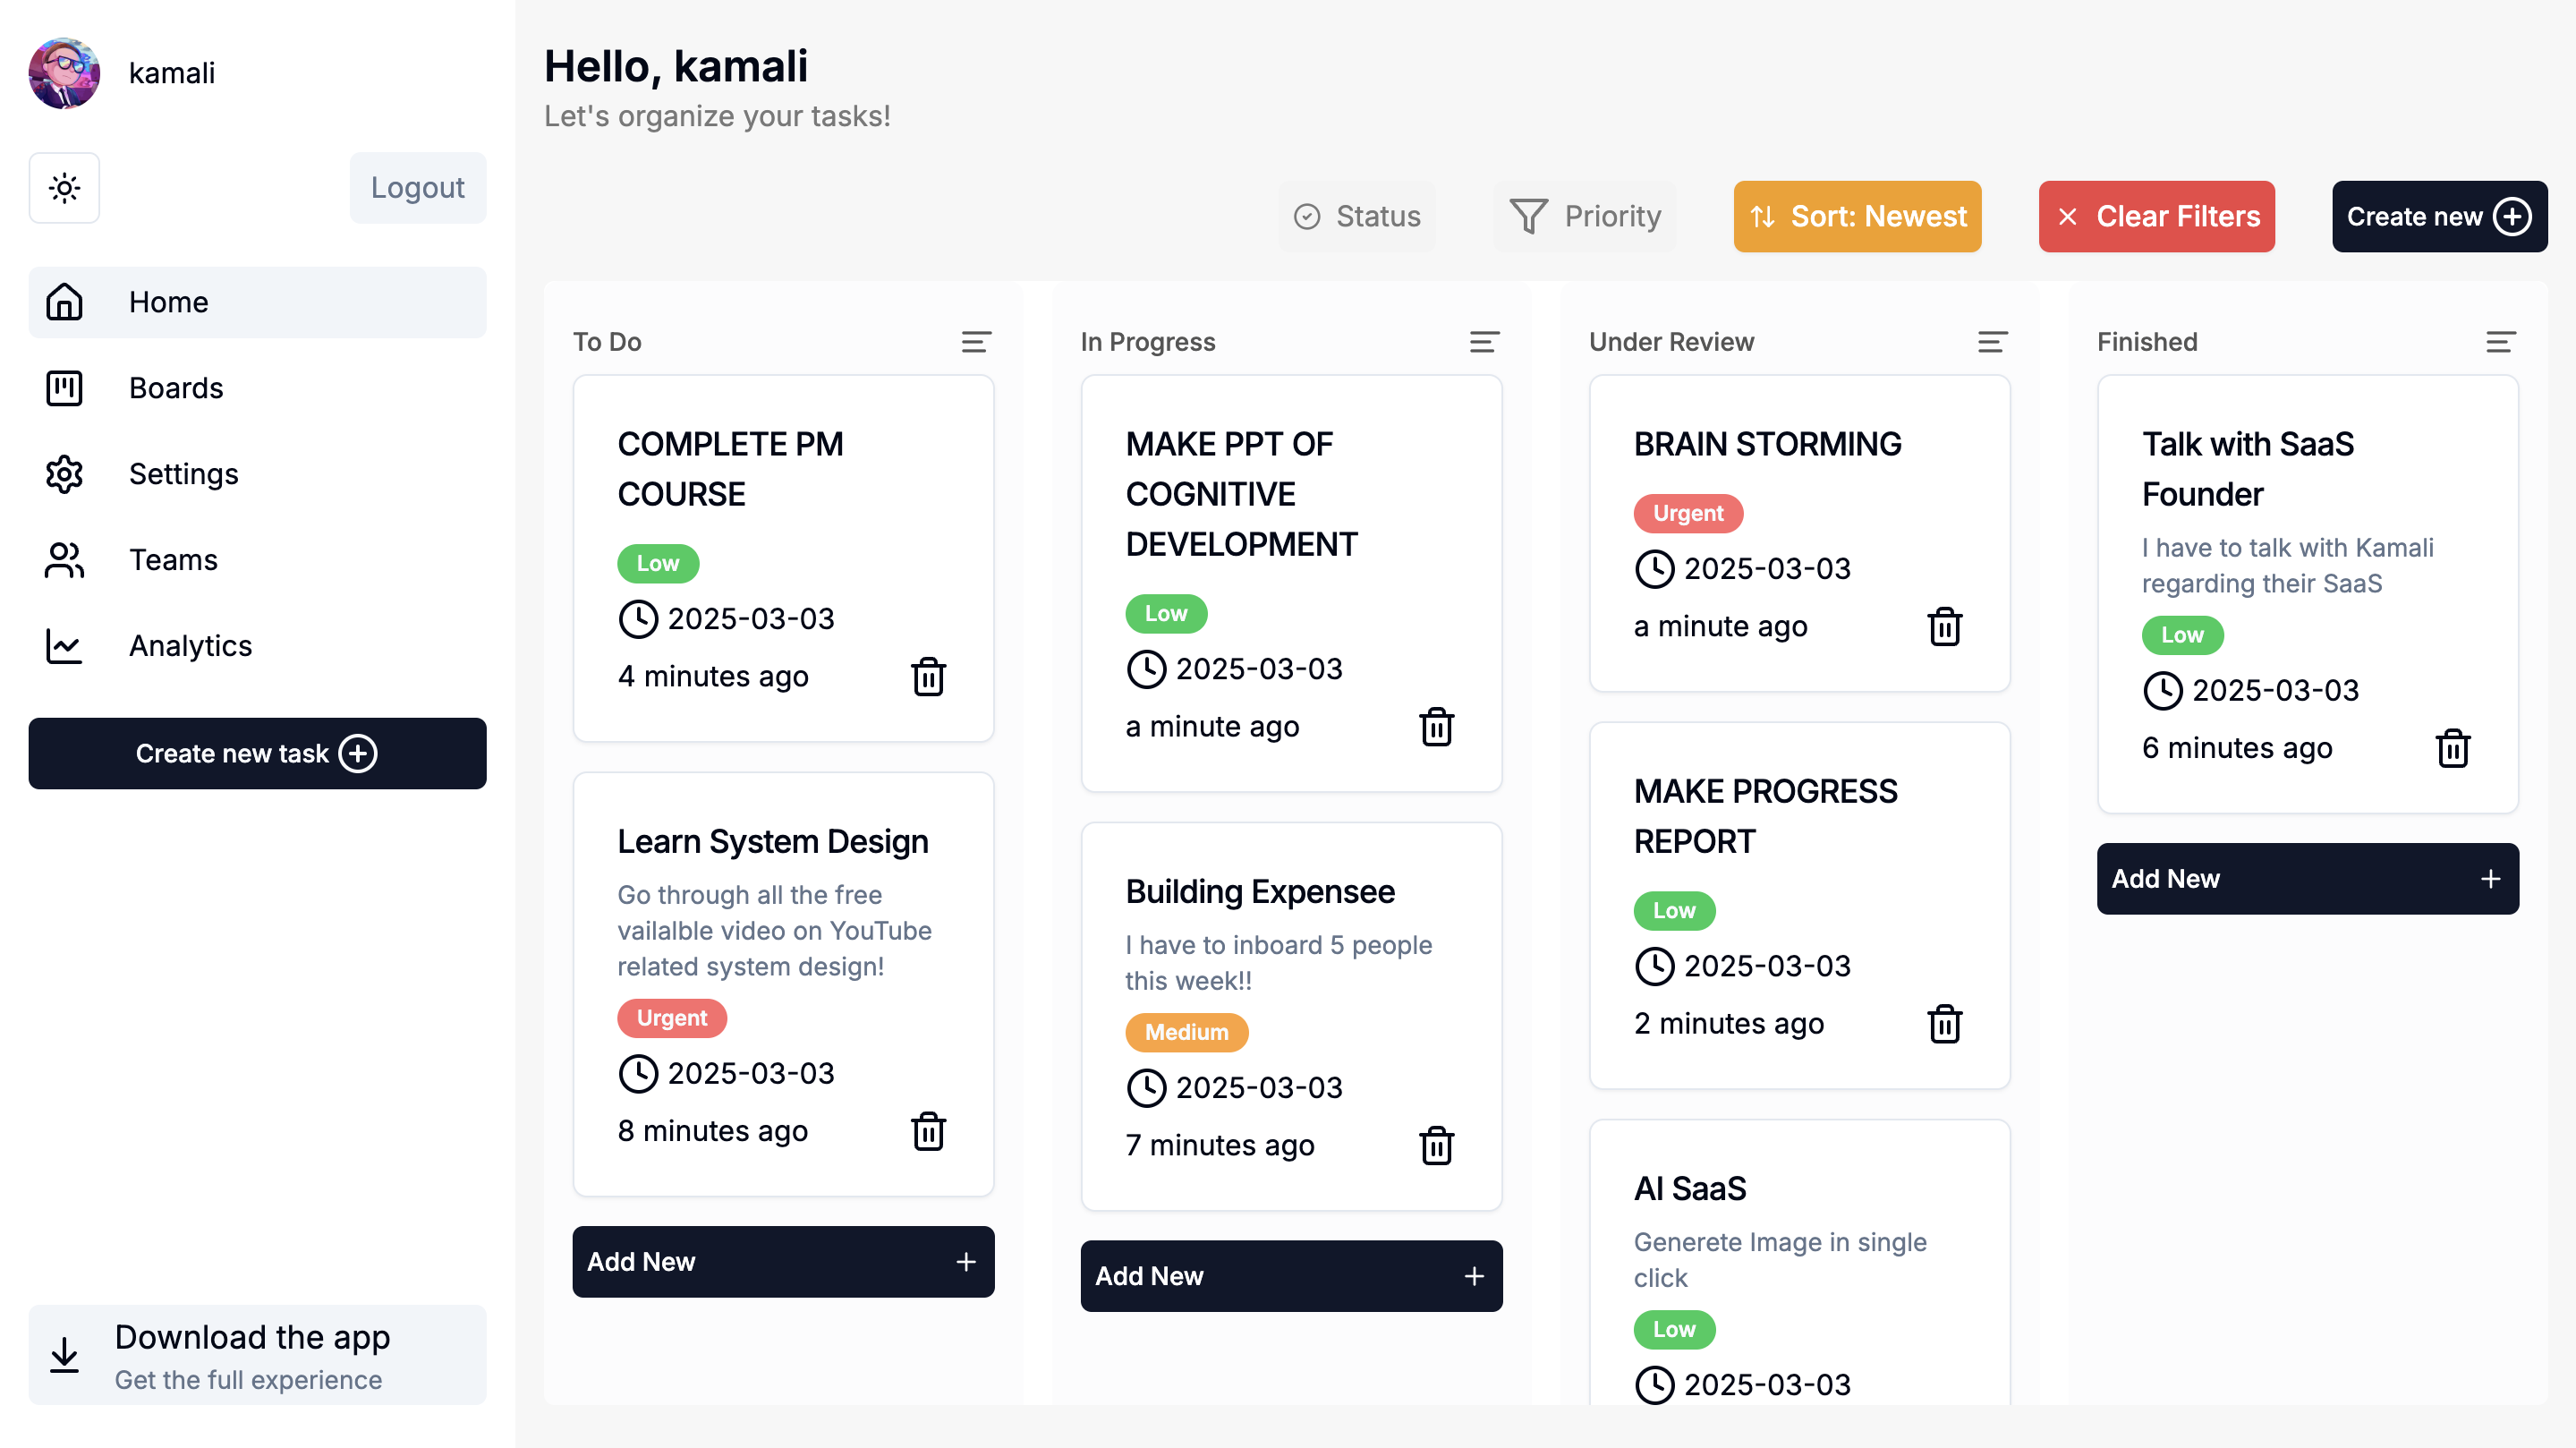 kamali
Logout
Home
Boards
Settings
Teams
Analytics
Create new task
Download the app
Get the full experience
Hello, kamali
Let's organize your tasks!
Status
Priority
Sort: Newest
Clear Filters
Create new
To Do
COMPLETE PM
COURSE
Low
2025-03-03
4 minutes ago
Learn System Design
Go through all the free
vailalble video on YouTube
related system design!
Urgent
2025-03-03
8 minutes ago
Add New
In Progress
MAKE PPT OF
COGNITIVE
DEVELOPMENT
Low
2025-03-03
a minute ago
Building Expensee
I have to inboard 5 people
this week!!
Medium
2025-03-03
7 minutes ago
Add New
Under Review
BRAIN STORMING
Urgent
2025-03-03
a minute ago
MAKE PROGRESS
REPORT
Low
2025-03-03
2 minutes ago
AI SaaS
Generete Image in single
click
Low
2025-03-03
Finished
Talk with SaaS
Founder
I have to talk with Kamali
regarding their SaaS
Low
2025-03-03
6 minutes ago
Add New